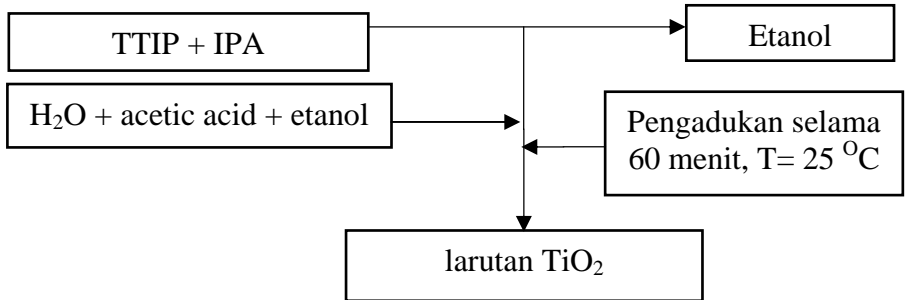 TTIP + IPA
Etanol
H₂O + acetic acid + etanol
Pengadukan selama
60 menit, T= 25 ᴼC
larutan TiO₂